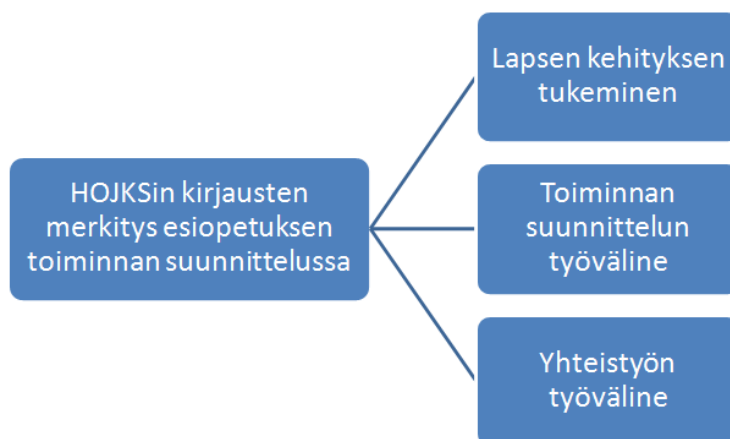 HOJKSin kirjausten
merkitys esiopetuksen
toiminnan suunnittelussa
Lapsen kehityksen
tukeminen
Toiminnan
suunnittelun
työväline
Yhteistyön
työväline